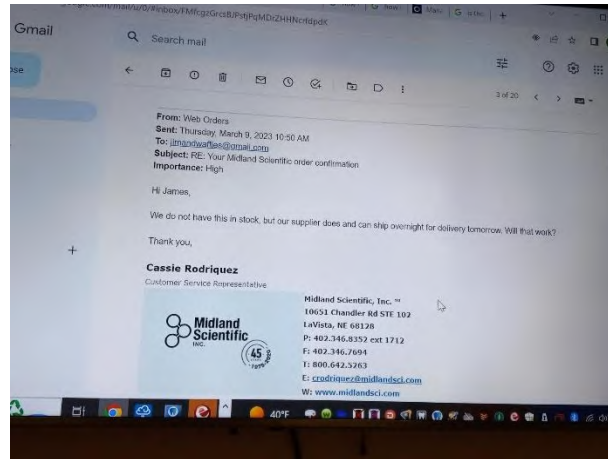 Gmail
Search mail
3 of 20
From: Web Orders
Sent: Thursday, March 9, 2023 10:50 AM
To: jimandwaffles@gmail.com
Subject: RE: Your Midland Scientific order confirmation
Importance: High
Hi James,
We do not have this in stock, but our supplier does and can ship overnight for delivery tomorrow. Will that work?
Thank you,
Cassie Rodriquez
Customer Service Representative
Midland
Scientific
INC.
45
Midland Scientific, Inc. ™
10651 Chandler Rd STE 102
LaVista, NE 68128
P: 402.346.8352 ext 1712
F: 402.346.7694
T: 800.642.5263
E: crodriquez@midlandsci.com
W: www.midlandsci.com
40°F